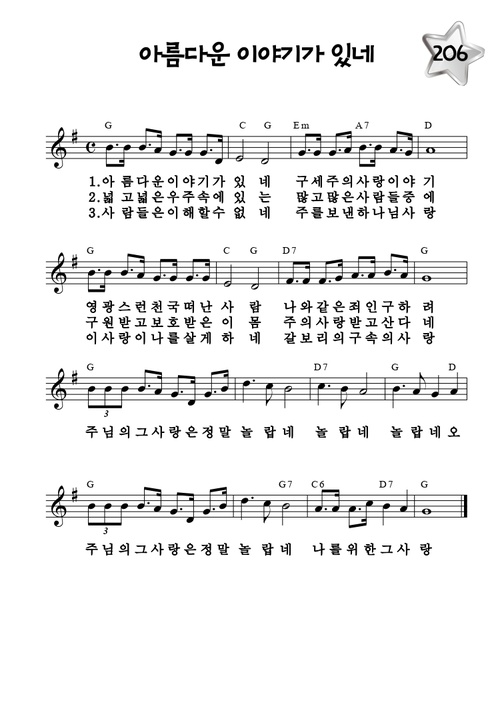 아름다운 이야기가 있네
206
G C G Em A7 D
1.아 름다운이야기가 있 네 구세주의사랑이야 기
2.넓 고넓은우주속에 있 는 많고많은사람들중 에
3.사 람들은이해할수 없 네 주를보낸하나님사 랑
G C G D7 G
영 광스런천국떠난 사 람 나와같은죄인구하 려
구 원받고보호받은 이 몸 주의사랑받고산다 네
이 사랑이나를살게 하 네 갈보리의구속의사 랑
G D7 G D
3
주 님 의 그 사 랑 은 정 말 놀 랍 네 놀 랍 네 놀 랍 네 오
G G7 C6 D7 G
3
주 님 의 그 사 랑 은 정 말 놀 랍 네 나 를 위 한 그 사 랑